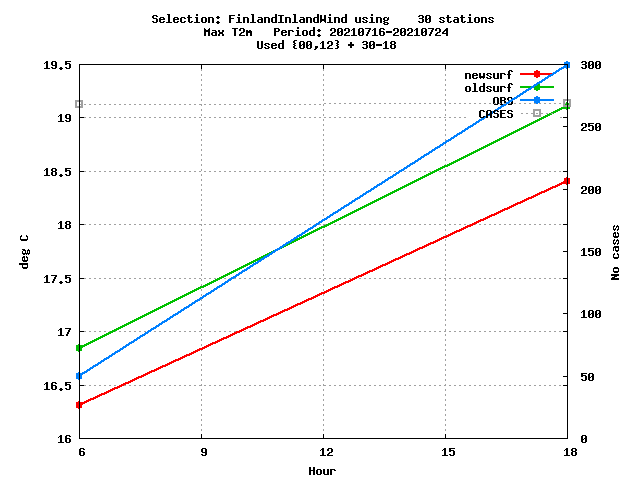 Selection: FinlandInlandWind using    30 stations
Max T2m   Period: 20210716-20210724
Used {00,12} + 30-18
19.5
19
18.5
18
17.5
17
16.5
16
deg C
300
250
200
150
100
50
0
No cases
newsurf
oldsurf
OBS
CASES
6 9 12 15 18
Hour